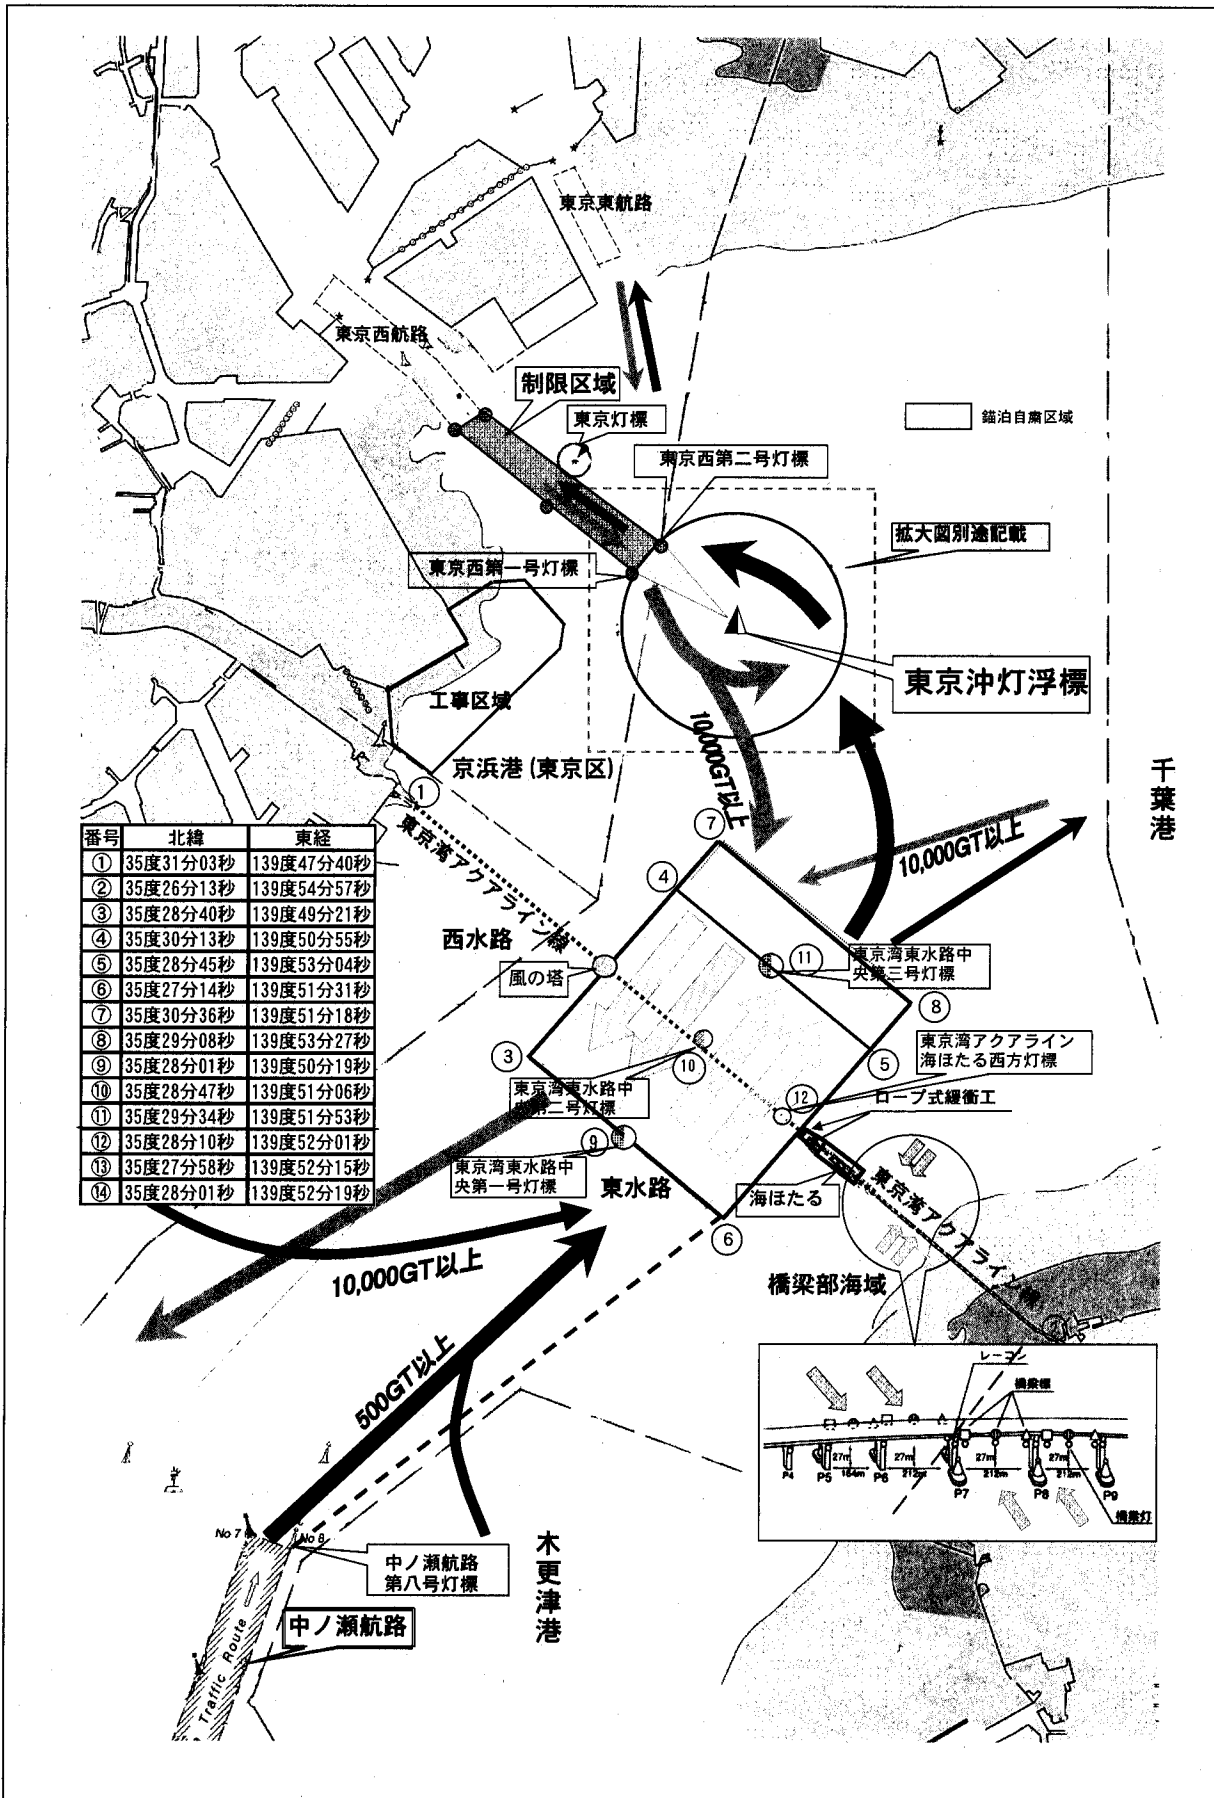 東京東航路
東京西航路
制限区域
東京灯標
錨泊自粛区域
東京西第二号灯標
拡大図別途記載
東京西第一号灯標
東京沖灯浮標
工事区域
10,000GT以上
京浜港(東京区)
千葉港
①
⑦
東京湾アクアライン線
10,000GT以上
④
番号 北緯 東経
① 35度31分03秒 139度47分40秒
② 35度26分13秒 139度54分57秒
③ 35度28分40秒 139度49分21秒
④ 35度30分13秒 139度50分55秒
⑤ 35度28分45秒 139度53分04秒
⑥ 35度27分14秒 139度51分31秒
⑦ 35度30分36秒 139度51分18秒
⑧ 35度29分08秒 139度53分27秒
⑨ 35度28分01秒 139度50分19秒
⑩ 35度28分47秒 139度51分06秒
⑪ 35度29分34秒 139度51分53秒
⑫ 35度28分10秒 139度52分01秒
⑬ 35度27分58秒 139度52分15秒
⑭ 35度28分01秒 139度52分19秒
西水路
風の塔
⑪
東京湾東水路中
央第三号灯標
⑧
③
⑩
⑤
東京湾アクアライン
海ほたる西方灯標
東京湾東水路中
央第二号灯標
⑫
ロープ式緩衝工
⑨
東京湾東水路中
央第一号灯標
東水路
海ほたる
東京湾アクアライン線
⑥
橋梁部海域
②
10,000GT以上
500GT以上
レーコン
橋梁標
27m
27m
27m
27m
164m
212m
212m
212m
P4
P5
P6
P7
P8
P9
橋梁灯
No 7
No 8
中ノ瀬航路
第八号灯標
木更津港
中ノ瀬航路
Traffic Route